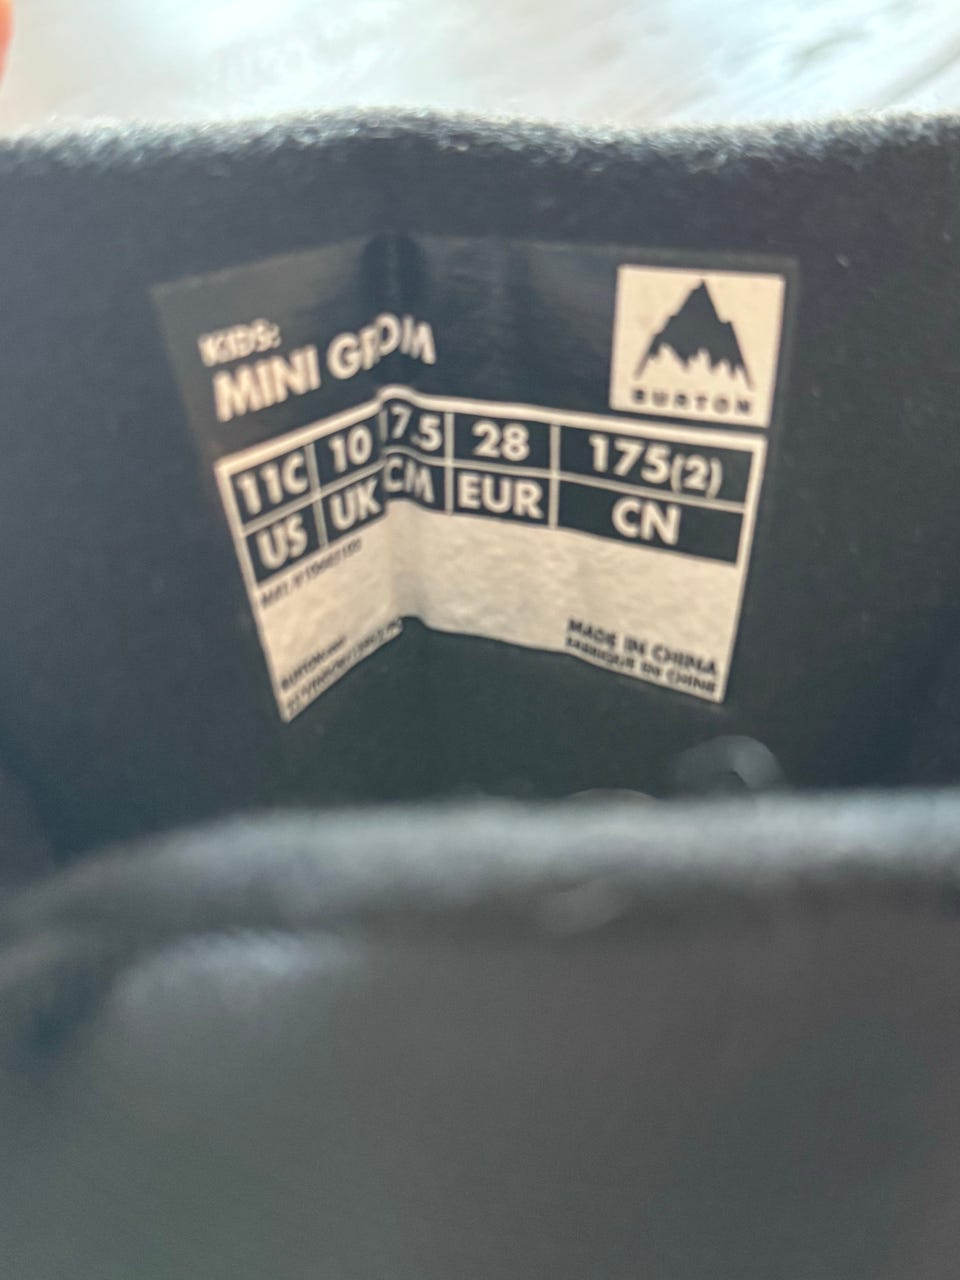 KIDS:
MINI GROM
BURTON
11C 10 17.5 28 175(2)
US UK CM EUR CN
MADE IN CHINA
FABRIQUE EN CHINE